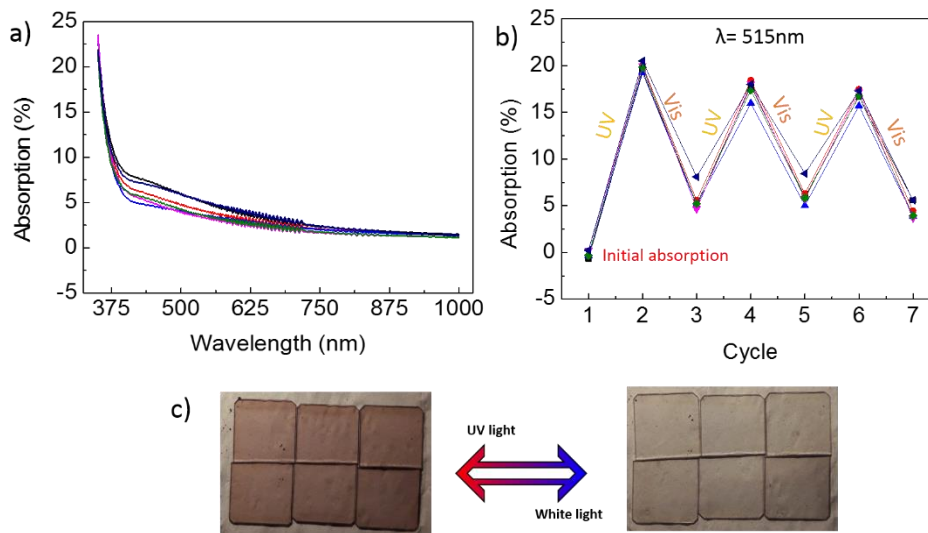 a)
25
20
15
10
5
0
-5
Absorption (%)
375 500 625 750 875 1000
Wavelength (nm)
b)
λ= 515nm
25
20
15
10
5
0
-5
Absorption (%)
UV
Vis
UV
Vis
UV
Vis
Initial absorption
1 2 3 4 5 6 7
Cycle
c)
UV light
White light